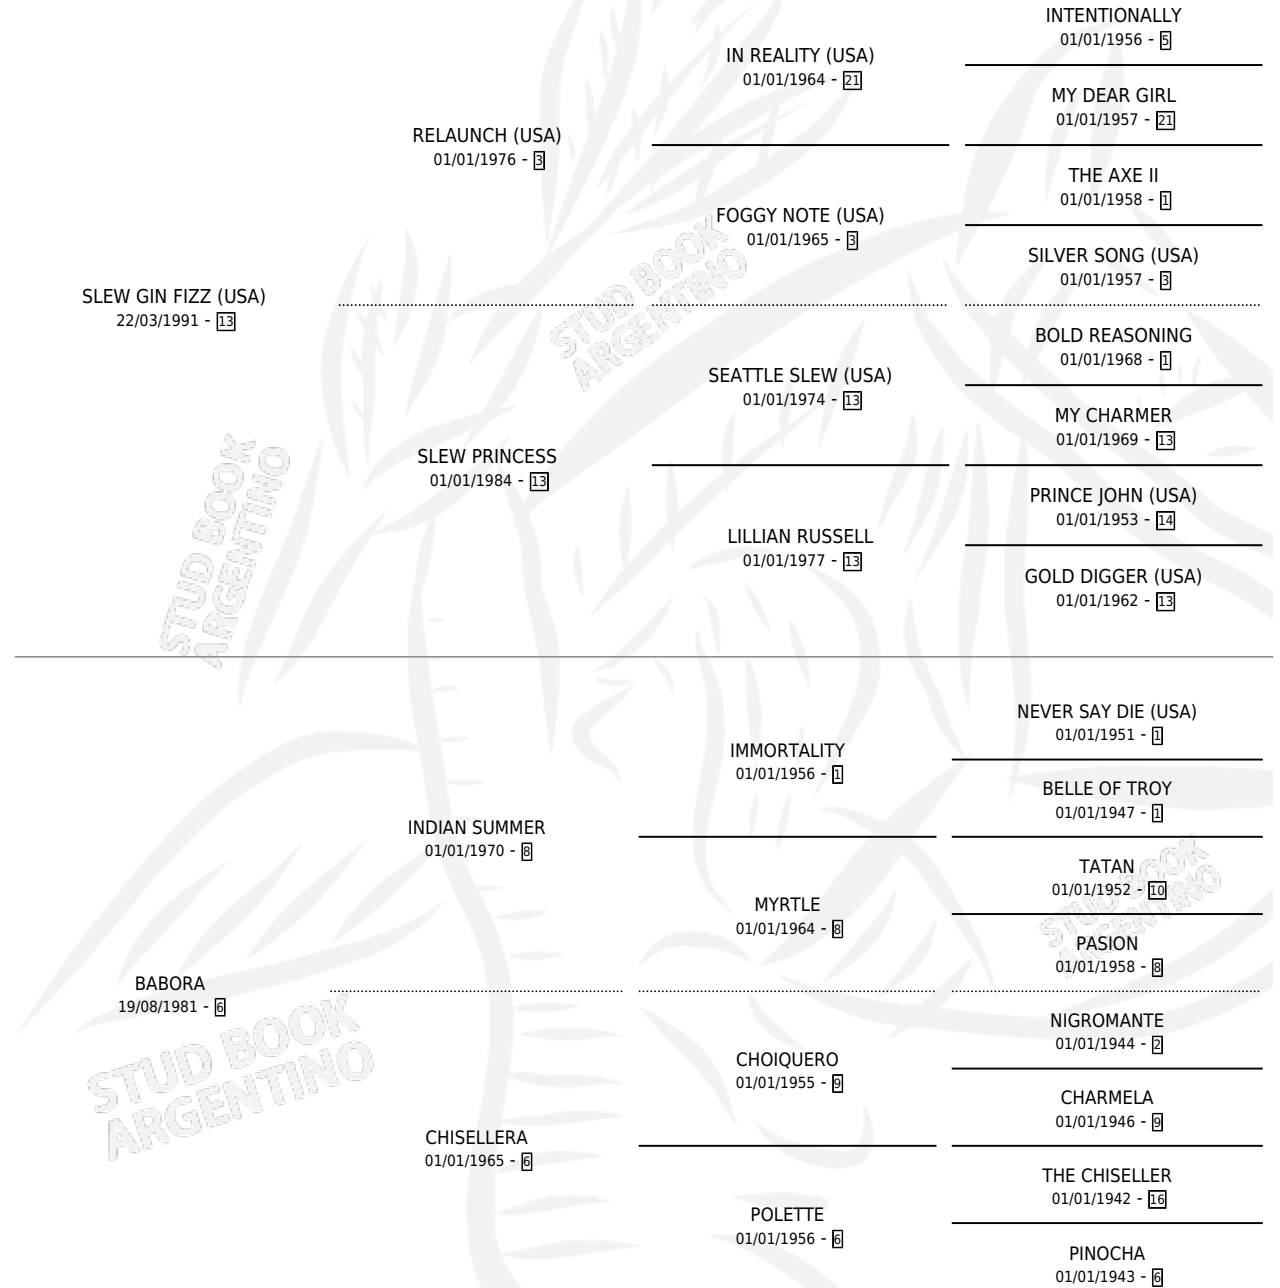 INTENTIONALLY
01/01/1956 - 5
IN REALITY (USA)
01/01/1964 - 21
MY DEAR GIRL
01/01/1957 - 21
RELAUNCH (USA)
01/01/1976 - 3
THE AXE II
01/01/1958 - 1
FOGGY NOTE (USA)
01/01/1965 - 3
SILVER SONG (USA)
01/01/1957 - 3
SLEW GIN FIZZ (USA)
22/03/1991 - 13
BOLD REASONING
01/01/1968 - 1
SEATTLE SLEW (USA)
01/01/1974 - 13
MY CHARMER
01/01/1969 - 13
SLEW PRINCESS
01/01/1984 - 13
PRINCE JOHN (USA)
01/01/1953 - 14
LILLIAN RUSSELL
01/01/1977 - 13
GOLD DIGGER (USA)
01/01/1962 - 13
NEVER SAY DIE (USA)
01/01/1951 - 1
IMMORTALITY
01/01/1956 - 1
BELLE OF TROY
01/01/1947 - 1
INDIAN SUMMER
01/01/1970 - 8
TATAN
01/01/1952 - 10
MYRTLE
01/01/1964 - 8
PASION
01/01/1958 - 8
BABORA
19/08/1981 - 6
NIGROMANTE
01/01/1944 - 2
CHOIQUERO
01/01/1955 - 9
CHARMELA
01/01/1946 - 9
CHISELLERA
01/01/1965 - 6
THE CHISELLER
01/01/1942 - 16
POLETTE
01/01/1956 - 6
PINOCHA
01/01/1943 - 6
STUD BOOK
ARGENTINO
STUD BOOK
ARGENTINO
STUD BOOK
ARGENTINO
STUD BOOK
ARGENTINO